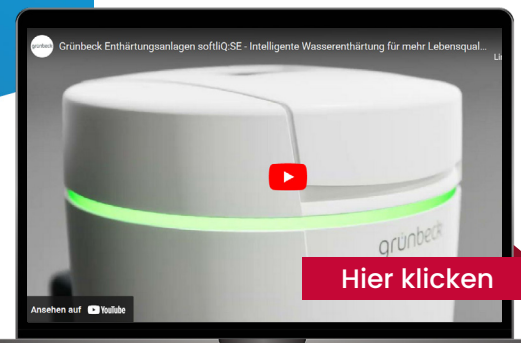 grünbeck
Grünbeck Enthärtungsanlagen softliQ:SE - Intelligente Wasserenthärtung für mehr Lebensqual...
grünbeck
Hier klicken
Ansehen auf YouTube